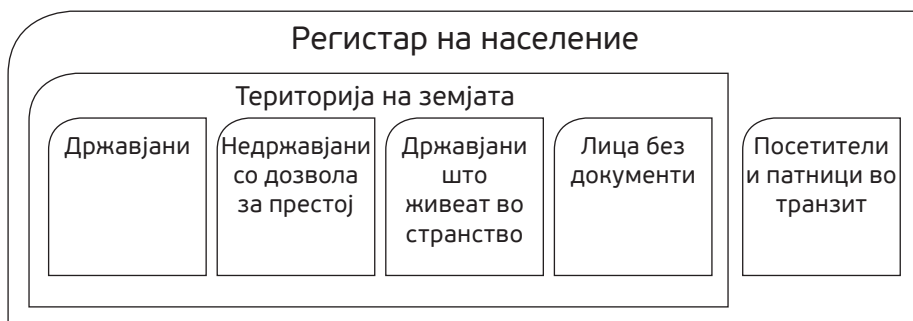 Регистар на население
Територија на земјата
Државјани
Недржавјани
со дозвола
за престој
Државјани
што
живеат во
странство
Лица без
документи
Посетители
и патници во
транзит